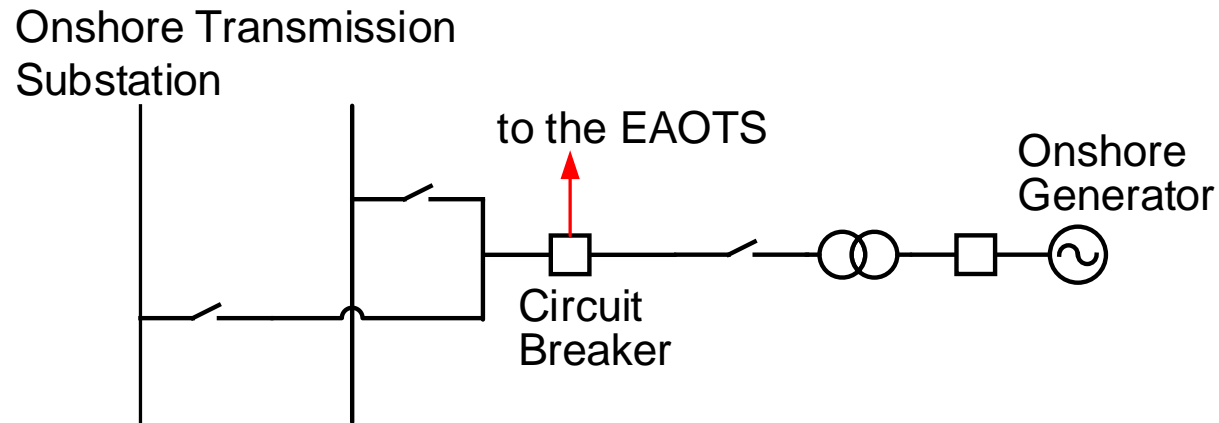 Onshore Transmission
Substation
to the EAOTS
Onshore
Generator
Circuit
Breaker